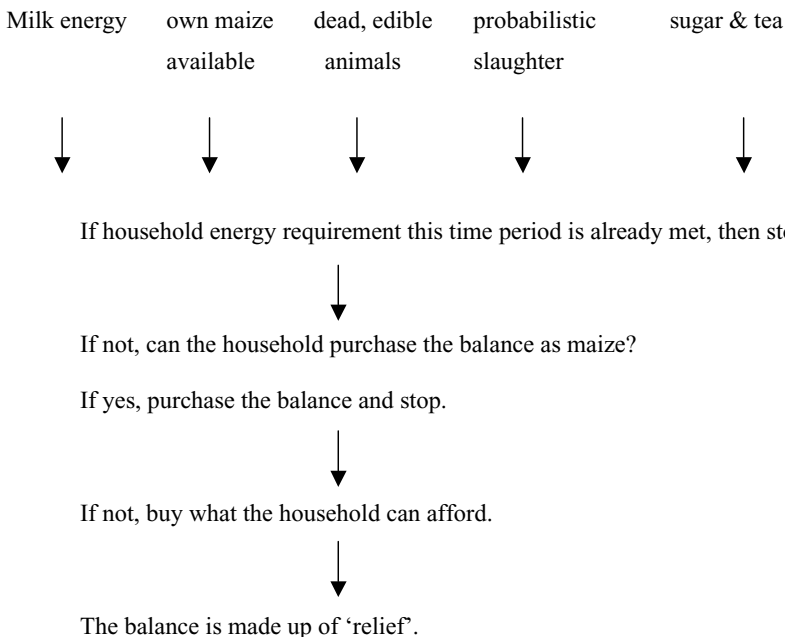 Milk energy own maize dead, edible probabilistic sugar & tea
available animals slaughter
If household energy requirement this time period is already met, then
If not, can the household purchase the balance as maize?
If yes, purchase the balance and stop.
If not, buy what the household can afford.
The balance is made up of ‘relief’.